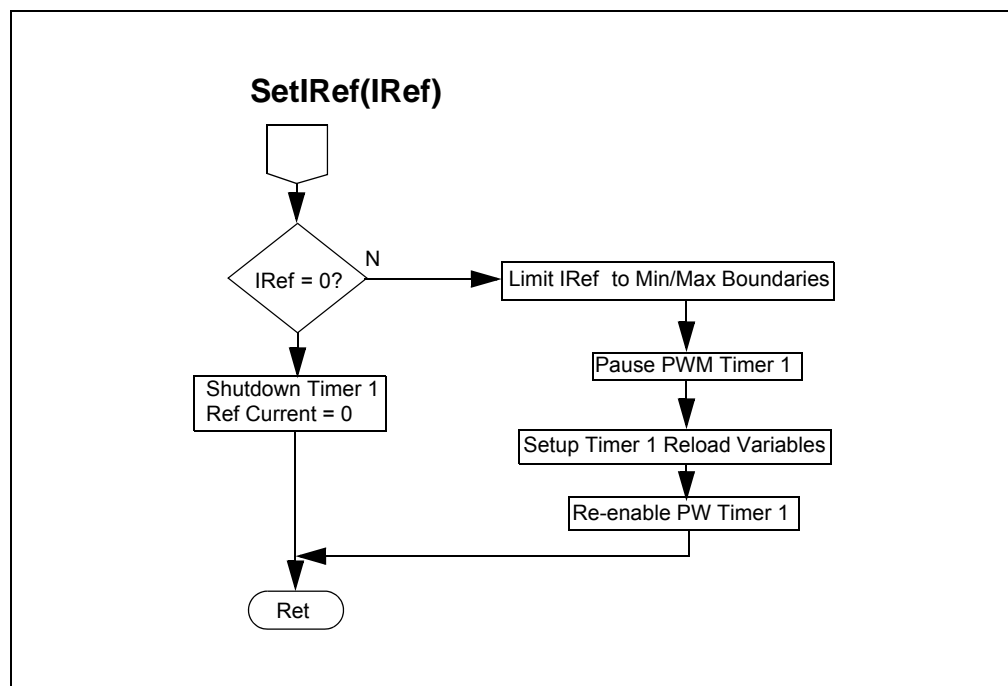 SetIRef(IRef)
IRef = 0?
N
Limit IRef to Min/Max Boundaries
Pause PWM Timer 1
Shutdown Timer 1
Ref Current = 0
Setup Timer 1 Reload Variables
Re-enable PW Timer 1
Ret